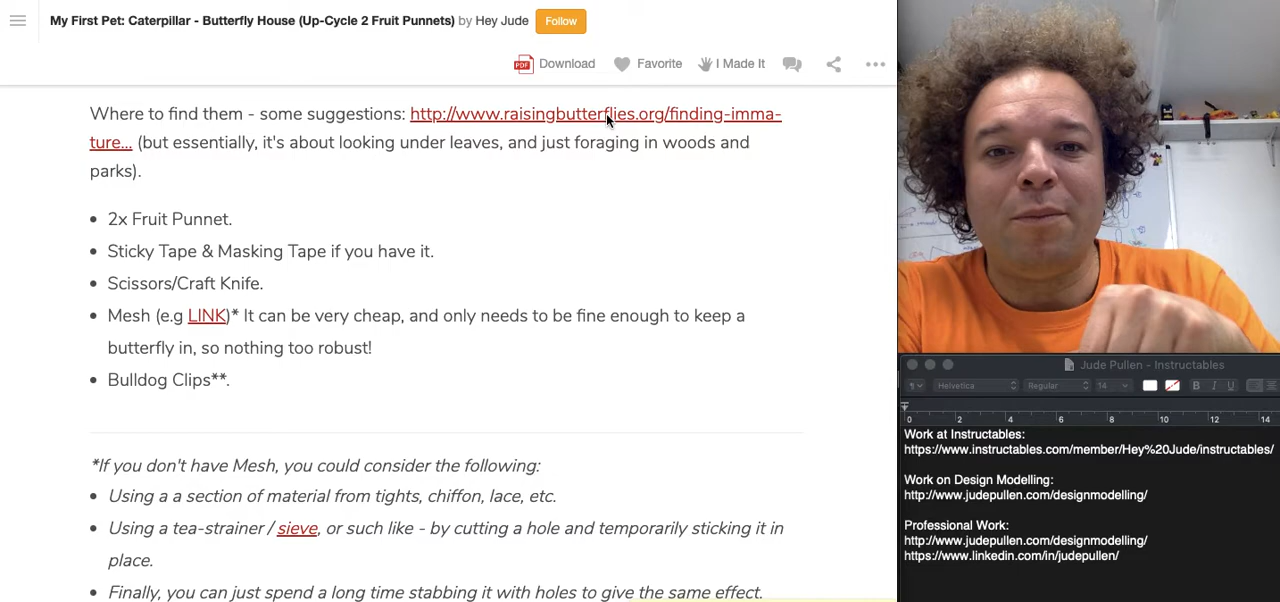 My First Pet: Caterpillar - Butterfly House (Up-Cycle 2 Fruit Punnets) by Hey Jude Follow
PDF Download Favorite I Made It
Where to find them - some suggestions: http://www.raisingbutterflies.org/finding-imma-
ture... (but essentially, it's about looking under leaves, and just foraging in woods and
parks).
• 2x Fruit Punnet.
• Sticky Tape & Masking Tape if you have it.
• Scissors/Craft Knife.
• Mesh (e.g LINK)* It can be very cheap, and only needs to be fine enough to keep a
butterfly in, so nothing too robust!
• Bulldog Clips**.
*If you don't have Mesh, you could consider the following:
• Using a a section of material from tights, chiffon, lace, etc.
• Using a tea-strainer / sieve, or such like - by cutting a hole and temporarily sticking it in
place.
• Finally, you can just spend a long time stabbing it with holes to give the same effect.
Jude Pullen - Instructables
¶ Helvetica Regular 14 B I U
0 2 4 6 8 10 12 14
Work at Instructables:
https://www.instructables.com/member/Hey%20Jude/instructables/
Work on Design Modelling:
http://www.judepullen.com/designmodelling/
Professional Work:
http://www.judepullen.com/designmodelling/
https://www.linkedin.com/in/judepullen/